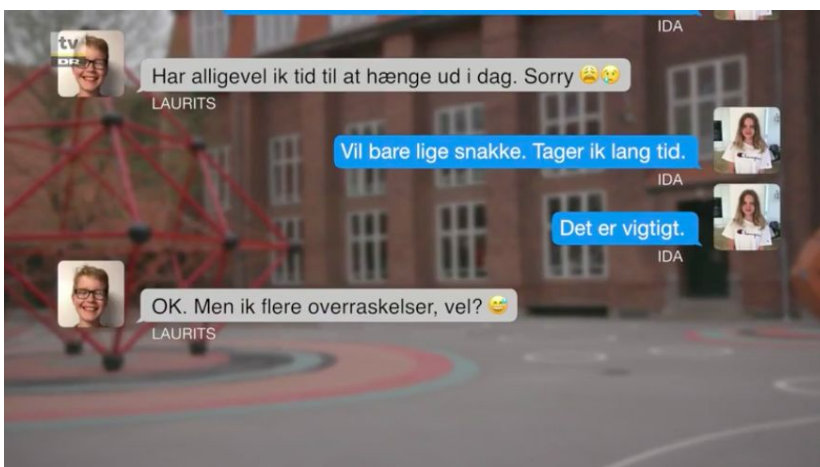 IDA
tv
DR
Har alligevel ik tid til at hænge ud i dag. Sorry 😩😢
LAURITS
Vil bare lige snakke. Tager ik lang tid.
IDA
Det er vigtigt.
IDA
OK. Men ik flere overraskelser, vel? 😅
LAURITS